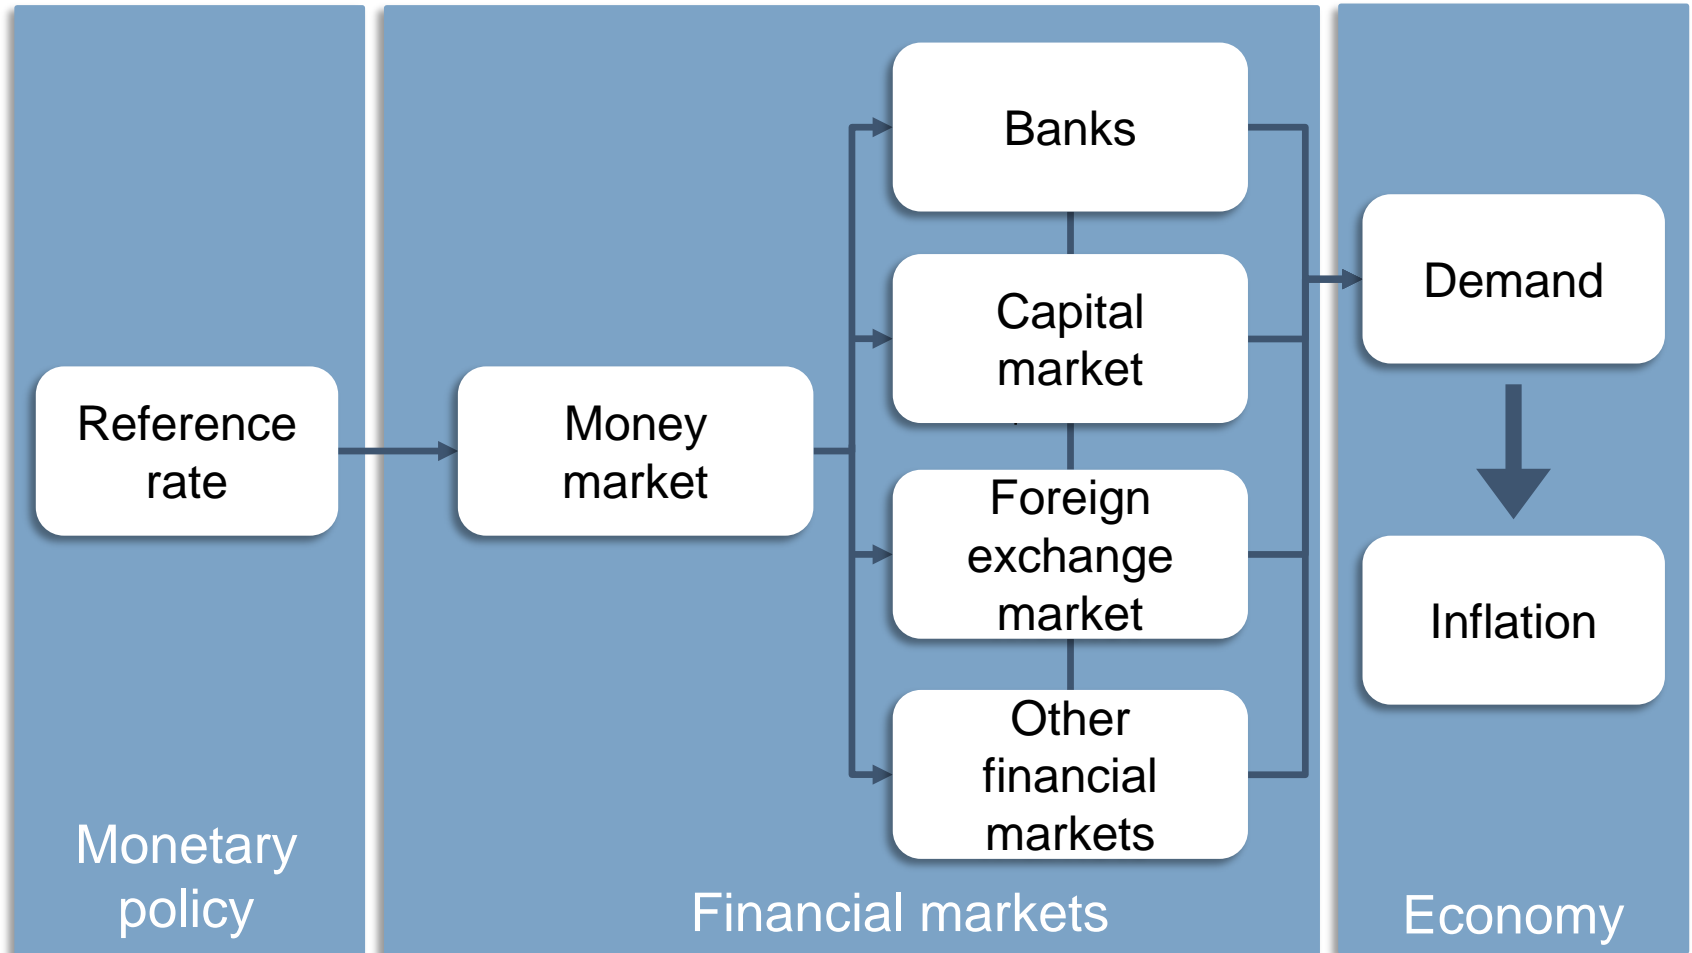 Reference
rate
Monetary
policy
Money
market
Banks
Capital
market
Foreign
exchange
market
Other
financial
markets
Financial markets
Demand
Inflation
Economy